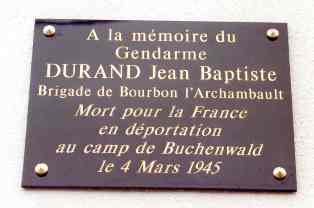 A la mémoire du
Gendarme
DURAND Jean Baptiste
Brigade de Bourbon l'Archambault
Mort pour la France
en déportation
au camp de Buchenwald
le 4 Mars 1945